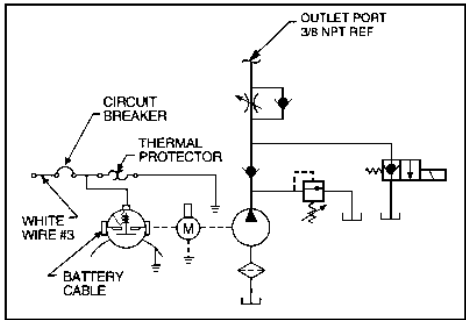 OUTLET PORT
3/8 NPT REF
CIRCUIT
BREAKER
THERMAL
PROTECTOR
WHITE
WIRE #3
M
BATTERY
CABLE